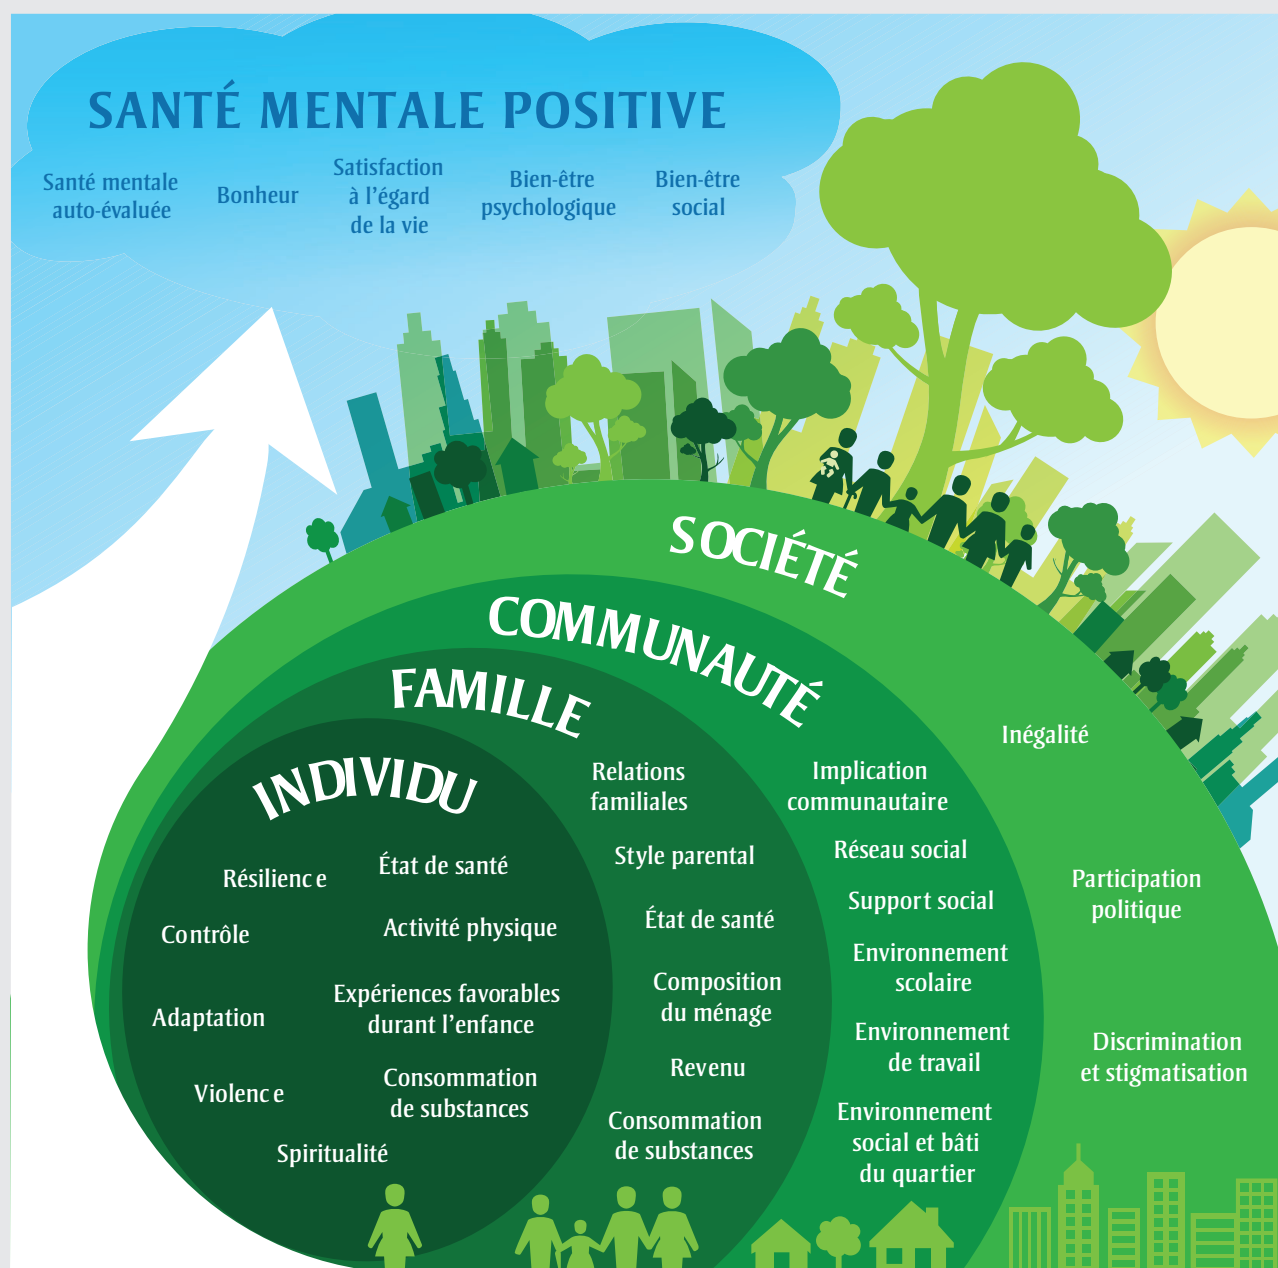 SANTÉ MENTALE POSITIVE
Santé mentale
auto-évaluée
Bonheur
Satisfaction
à l’égard
de la vie
Bien-être
psychologique
Bien-être
social
SOCIÉTÉ
COMMUNAUTÉ
FAMILLE
INDIVIDU
Résilience
État de santé
Contrôle
Activité physique
Adaptation
Expériences favorables
durant l’enfance
Violence
Consommation
de substances
Spiritualité
Relations
familiales
Style parental
État de santé
Composition
du ménage
Revenu
Consommation
de substances
Implication
communautaire
Réseau social
Support social
Environnement
scolaire
Environnement
de travail
Environnement
social et bâti
du quartier
Inégalité
Participation
politique
Discrimination
et stigmatisation